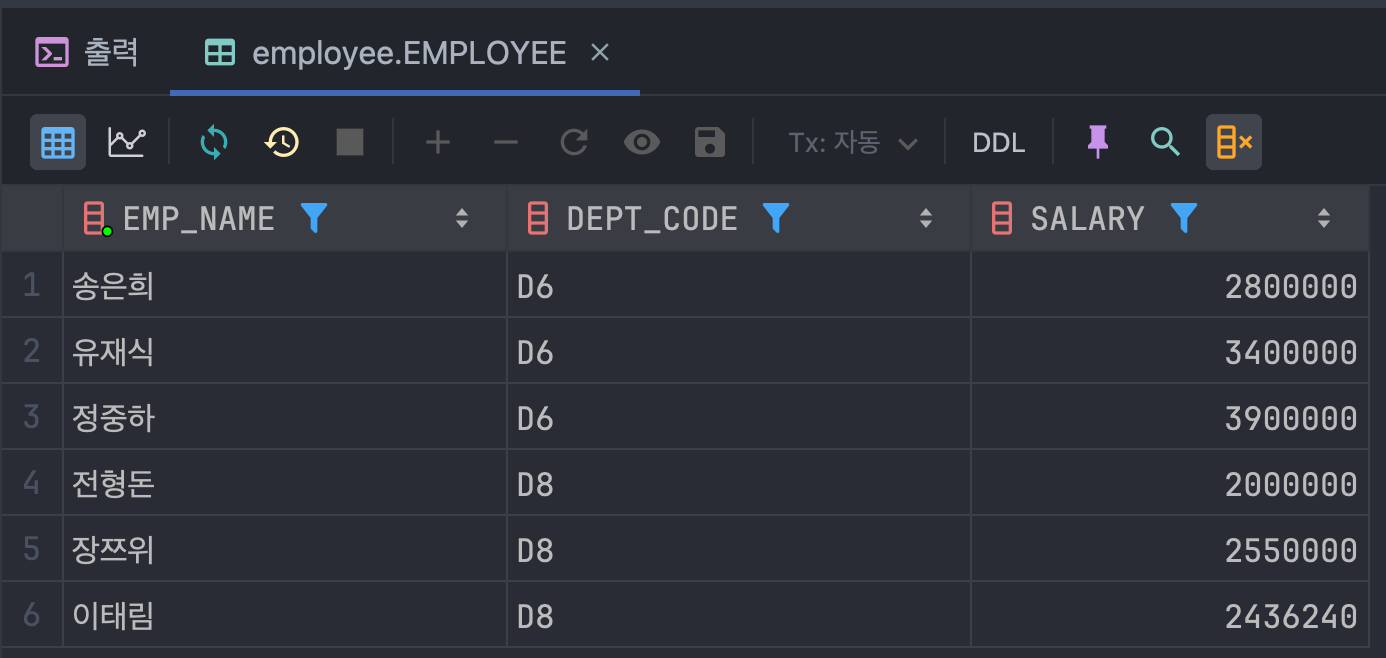 출력 employee.EMPLOYEE ×
Tx: 자동 DDL
EMP_NAME DEPT_CODE SALARY
1 송은희 D6 2800000
2 유재식 D6 3400000
3 정중하 D6 3900000
4 전형돈 D8 2000000
5 장쯔위 D8 2550000
6 이태림 D8 2436240